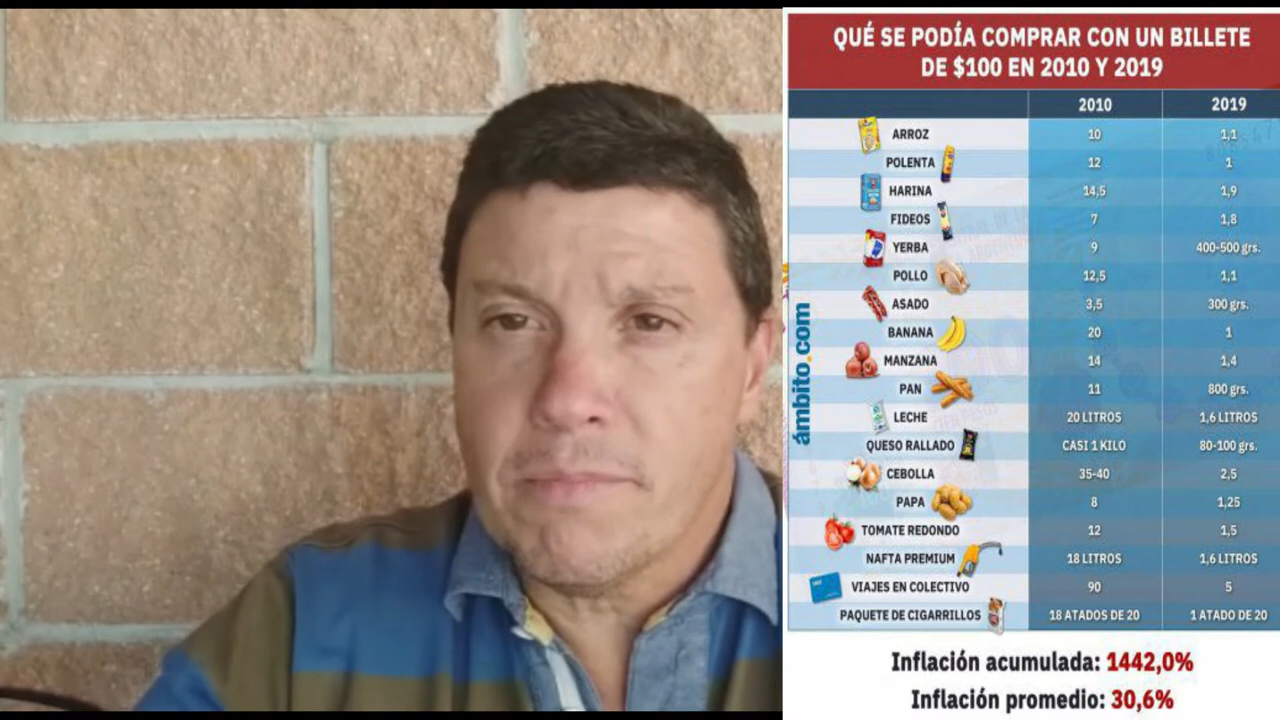 QUÉ SE PODÍA COMPRAR CON UN BILLETE
DE $100 EN 2010 Y 2019
2010 2019
ARROZ 10 1,1
POLENTA 12 1
HARINA 14,5 1,9
FIDEOS 7 1,8
YERBA 9 400-500 grs.
POLLO 12,5 1,1
ASADO 3,5 300 grs.
BANANA 20 1
MANZANA 14 1,4
PAN 11 800 grs.
LECHE 20 LITROS 1,6 LITROS
QUESO RALLADO CASI 1 KILO 80-100 grs.
CEBOLLA 35-40 2,5
PAPA 8 1,25
TOMATE REDONDO 12 1,5
NAFTA PREMIUM 18 LITROS 1,6 LITROS
VIAJES EN COLECTIVO 90 5
PAQUETE DE CIGARRILLOS 18 ATADOS DE 20 1 ATADO DE 20
ámbito.com
Inflación acumulada: 1442,0%
Inflación promedio: 30,6%